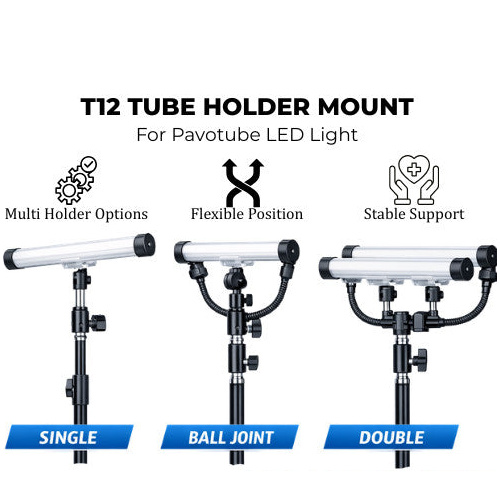 T12 TUBE HOLDER MOUNT
For Pavotube LED Light
Multi Holder Options
Flexible Position
Stable Support
SINGLE
BALL JOINT
DOUBLE